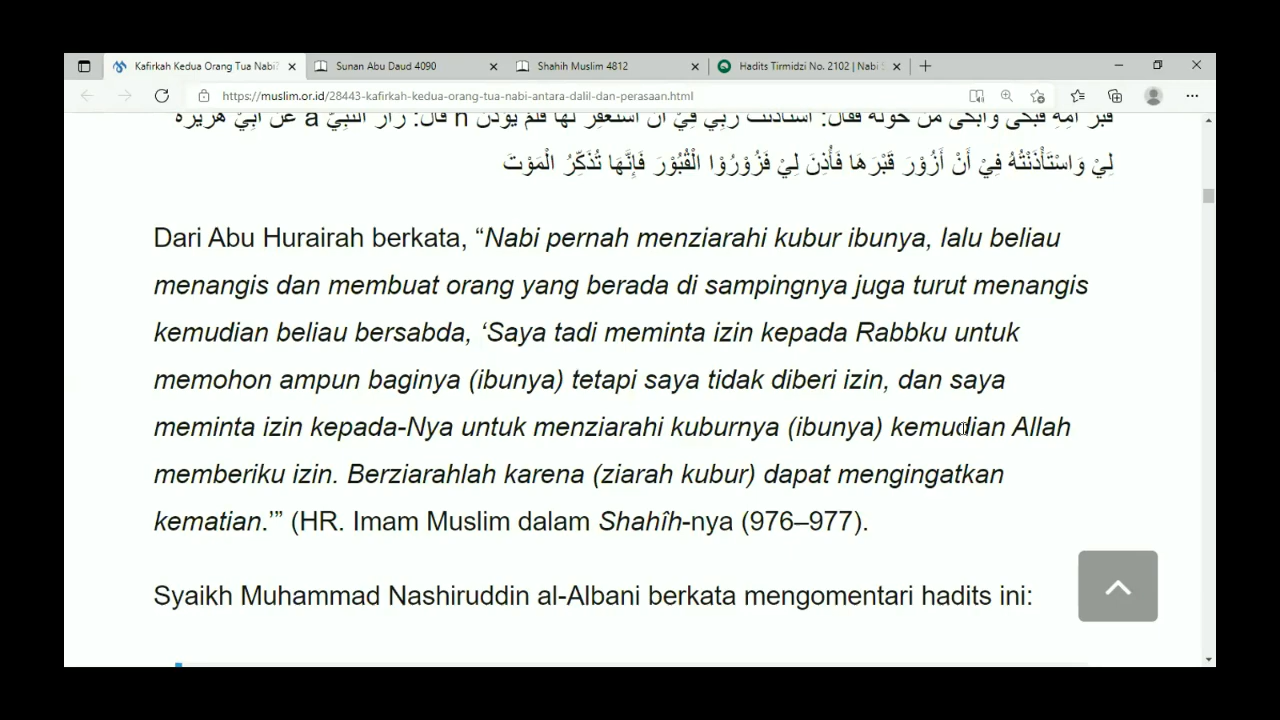 Kafirkah Kedua Orang Tua Nabi?
Sunan Abu Daud 4090
Shahih Muslim 4812
Hadits Tirmidzi No. 2102 | Nabi
https://muslim.or.id/28443-kafirkah-kedua-orang-tua-nabi-antara-dalil-dan-perasaan.html
لِيْ وَاسْتَأْذَنْتُهُ فِيْ أَنْ أَزُوْرَ قَبْرَهَا فَأُذِنَ لِيْ فَزُوْرُوْا الْقُبُوْرَ فَإِنَّهَا تُذَكِّرُ الْمَوْتَ
Dari Abu Hurairah berkata, “Nabi pernah menziarahi kubur ibunya, lalu beliau
menangis dan membuat orang yang berada di sampingnya juga turut menangis
kemudian beliau bersabda, ‘Saya tadi meminta izin kepada Rabbku untuk
memohon ampun baginya (ibunya) tetapi saya tidak diberi izin, dan saya
meminta izin kepada-Nya untuk menziarahi kuburnya (ibunya) kemudian Allah
memberiku izin. Berziarahlah karena (ziarah kubur) dapat mengingatkan
kematian.’” (HR. Imam Muslim dalam Shahîh-nya (976–977).
Syaikh Muhammad Nashiruddin al-Albani berkata mengomentari hadits ini: